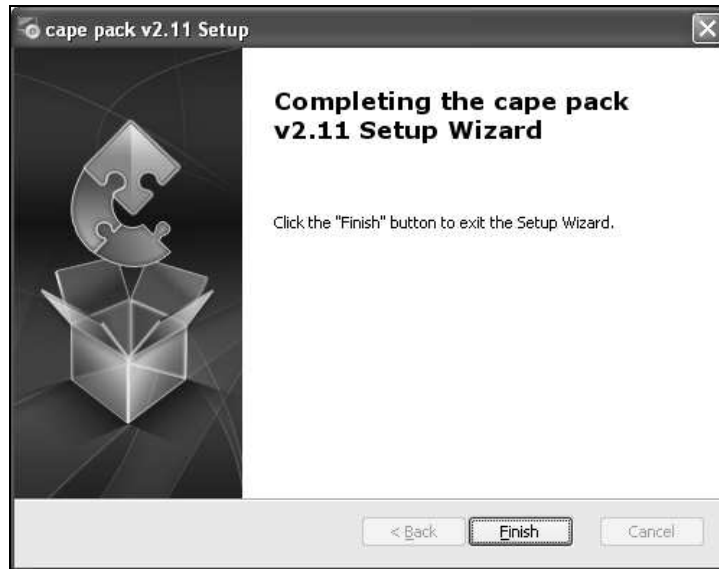 cape pack v2.11 Setup
Completing the cape pack
v2.11 Setup Wizard
Click the "Finish" button to exit the Setup Wizard.
< Back
Finish
Cancel